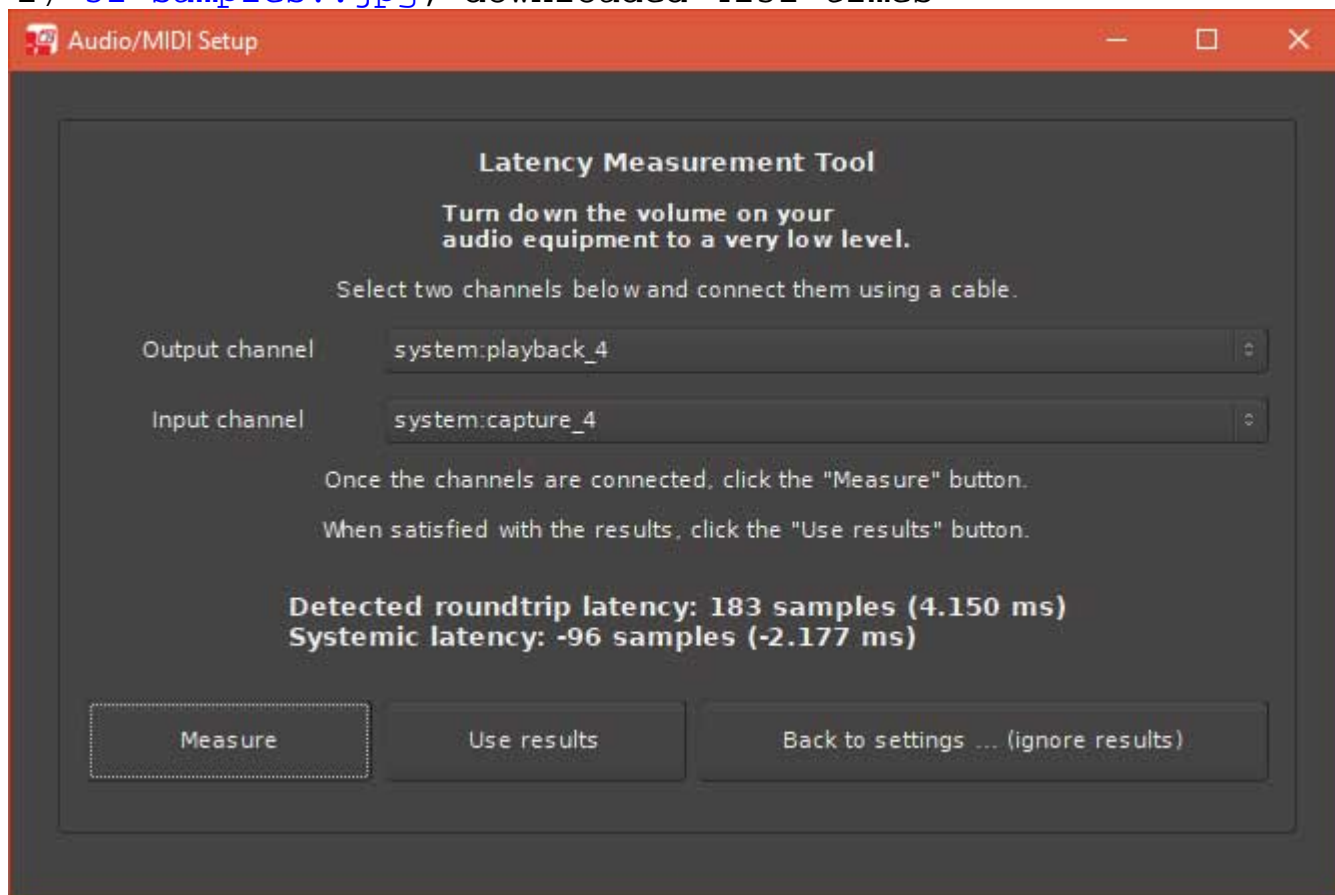 Audio/MIDI Setup
Latency Measurement Tool
Turn down the volume on your
audio equipment to a very low level.
Select two channels below and connect them using a cable.
Output channel system:playback_4
Input channel system:capture_4
Once the channels are connected, click the "Measure" button.
When satisfied with the results, click the "Use results" button.
Detected roundtrip latency: 183 samples (4.150 ms)
Systemic latency: -96 samples (-2.177 ms)
Measure Use results Back to settings ... (ignore results)